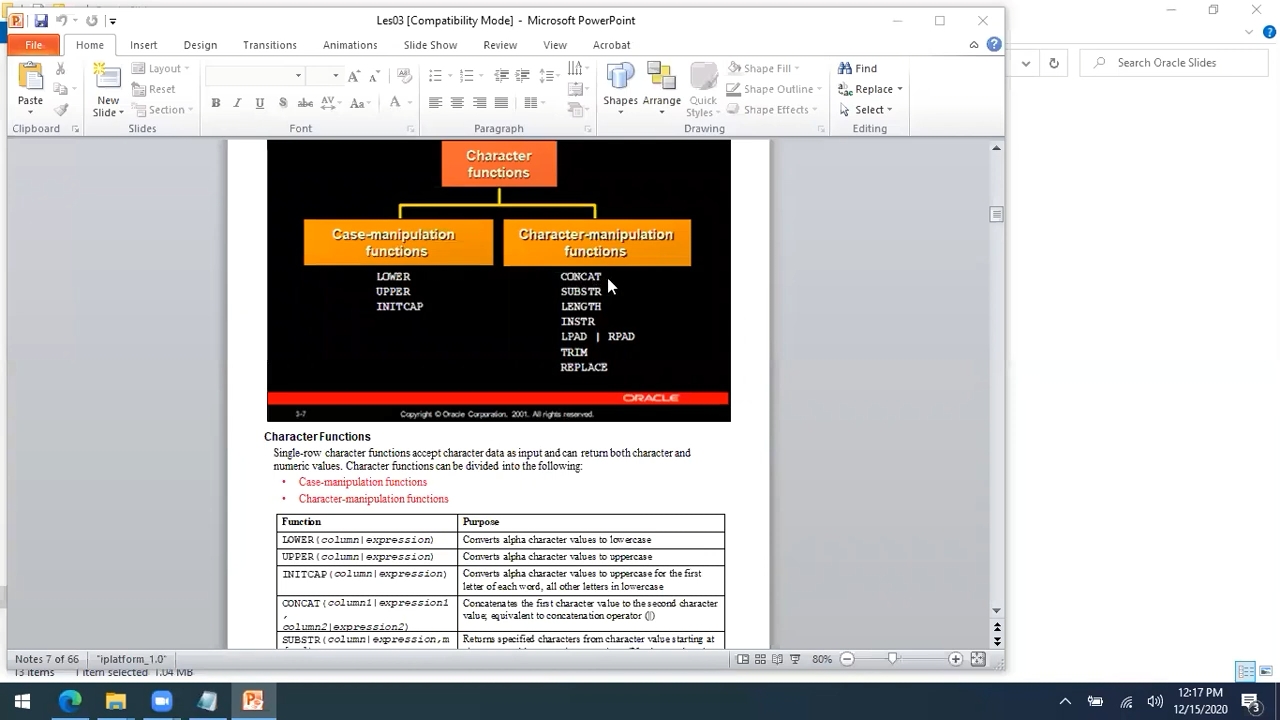 Les03 [Compatibility Mode] - Microsoft PowerPoint
File Home Insert Design Transitions Animations Slide Show Review View Acrobat
Search Oracle Slides
Paste
New
Slide
Layout
Reset
Section
Shapes
Arrange
Quick
Styles
Shape Fill
Shape Outline
Shape Effects
Find
Replace
Select
Clipboard Slides Font Paragraph Drawing Editing
Character
functions
Case-manipulation
functions
LOWER
UPPER
INITCAP
Character-manipulation
functions
CONCAT
SUBSTR
LENGTH
INSTR
LPAD | RPAD
TRIM
REPLACE
ORACLE
3-7 Copyright © Oracle Corporation, 2001. All rights reserved.
Character Functions
Single-row character functions accept character data as input and can return both character and
numeric values. Character functions can be divided into the following:
• Case-manipulation functions
• Character-manipulation functions
Function Purpose
LOWER(column|expression) Converts alpha character values to lowercase
UPPER(column|expression) Converts alpha character values to uppercase
INITCAP(column|expression) Converts alpha character values to uppercase for the first
letter of each word, all other letters in lowercase
CONCAT(column1|expression1
,
column2|expression2)
Concatenates the first character value to the second character
value; equivalent to concatenation operator (||)
SUBSTR(column|expression,m
Returns specified characters from character value starting at
Notes 7 of 66 "iplatform_1.0" 80%
13 items 1 item selected 1.04 MB
12:17 PM
12/15/2020
3